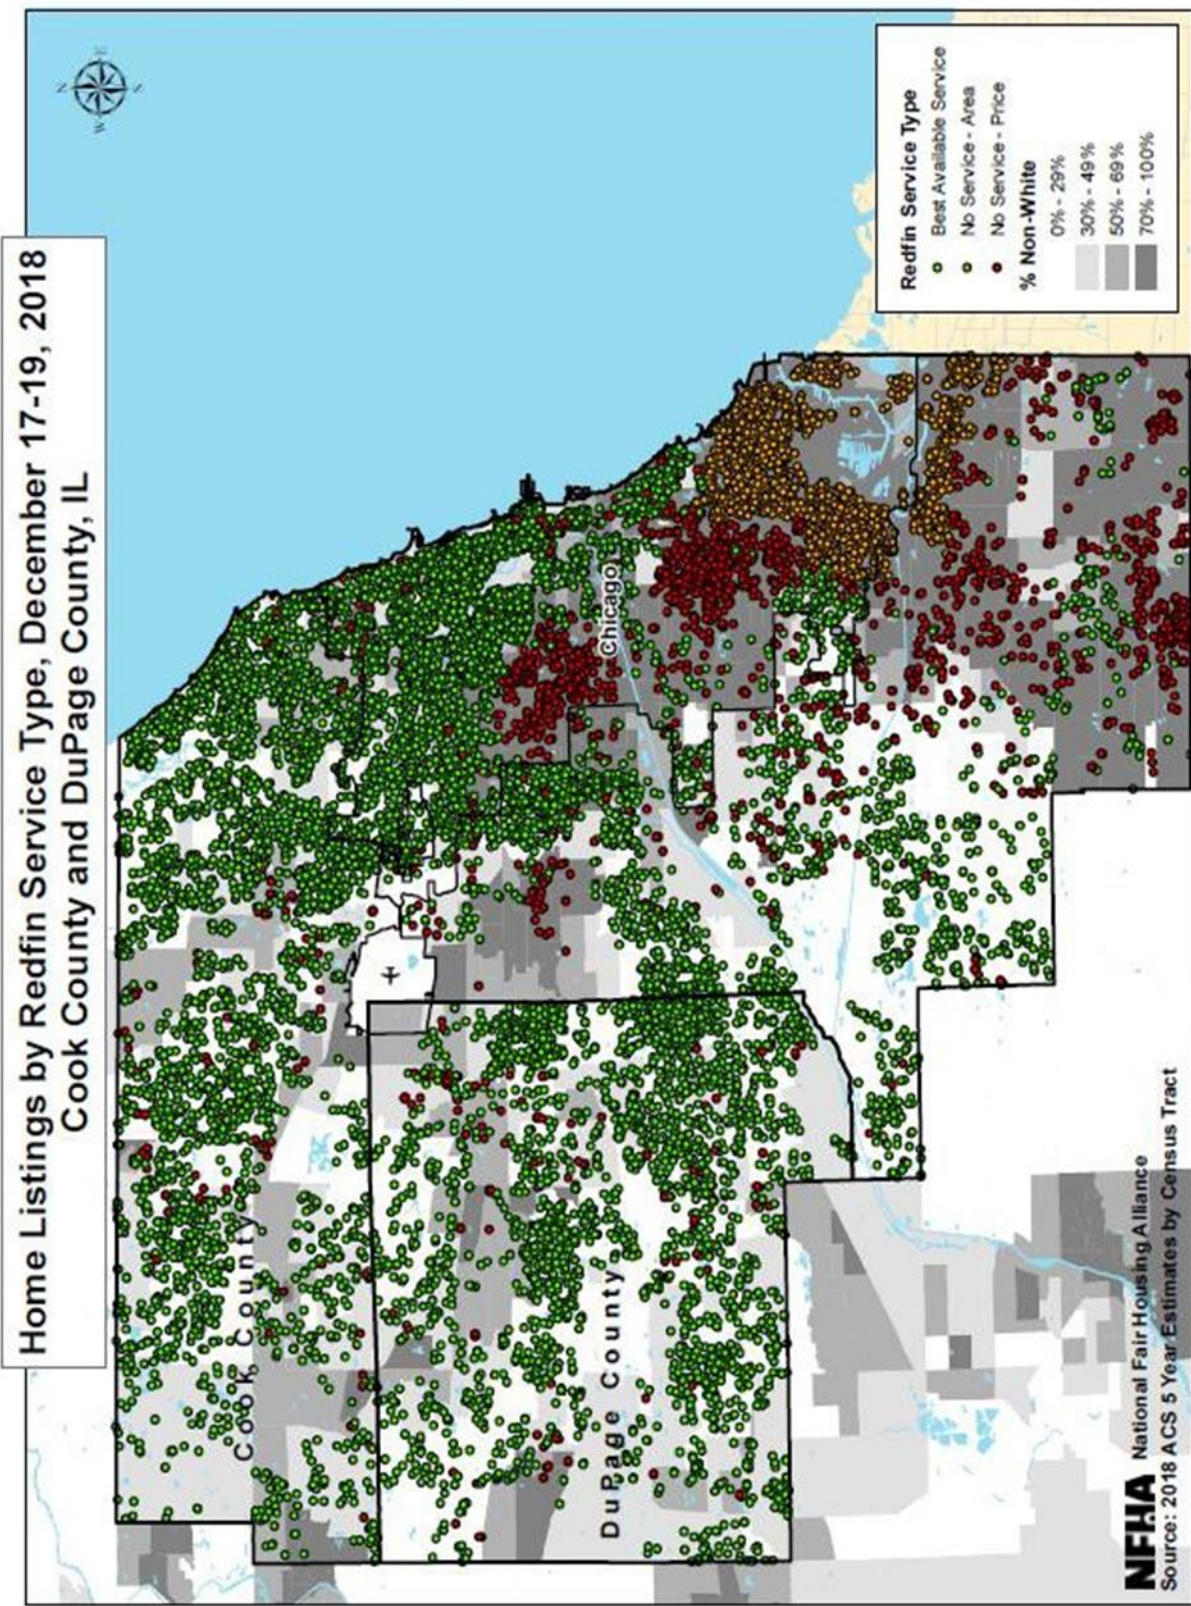 Home Listings by Redfin Service Type, December 17-19, 2018
Cook County and DuPage County, IL
N
E
S
W
Redfin Service Type
Best Available Service
No Service - Area
No Service - Price
% Non-White
0% - 29%
30% - 49%
50% - 69%
70% - 100%
Chicago
Cook County
DuPage County
NFHA National Fair Housing Alliance
Source: 2018 ACS 5 Year Estimates by Census Tract